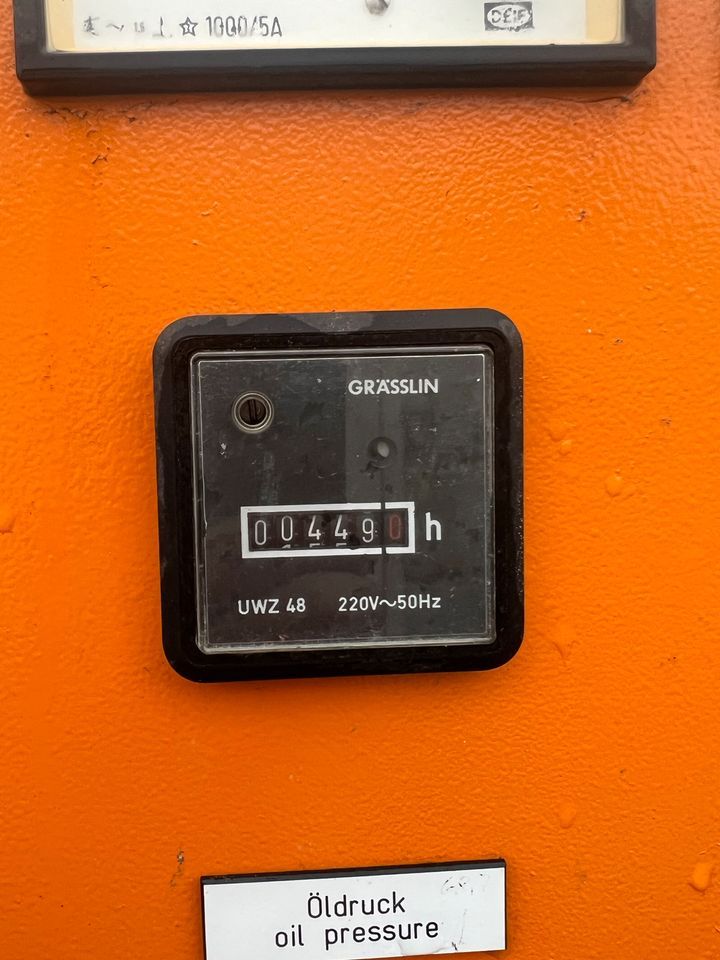 ☆ 1000/5A
DEIF
GRÄSSLIN
004490 h
UWZ 48 220V~50Hz
Öldruck
oil pressure